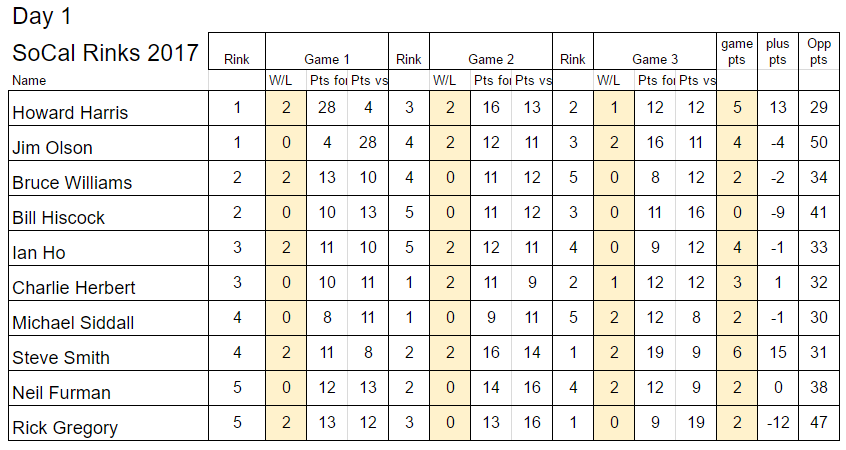 Day 1
SoCal Rinks 2017 Rink Game 1 Rink Game 2 Rink Game 3 game pts plus pts Opp pts
Name W/L Pts for Pts vs W/L Pts for Pts vs W/L Pts for Pts vs
Howard Harris 1 2 28 4 3 2 16 13 2 1 12 12 5 13 29
Jim Olson 1 0 4 28 4 2 12 11 3 2 16 11 4 -4 50
Bruce Williams 2 2 13 10 4 0 11 12 5 0 8 12 2 -2 34
Bill Hiscock 2 0 10 13 5 0 11 12 3 0 11 16 0 -9 41
Ian Ho 3 2 11 10 5 2 12 11 4 0 9 12 4 -1 33
Charlie Herbert 3 0 10 11 1 2 11 9 2 1 12 12 3 1 32
Michael Siddall 4 0 8 11 1 0 9 11 5 2 12 8 2 -1 30
Steve Smith 4 2 11 8 2 2 16 14 1 2 19 9 6 15 31
Neil Furman 5 0 12 13 2 0 14 16 4 2 12 9 2 0 38
Rick Gregory 5 2 13 12 3 0 13 16 1 0 9 19 2 -12 47